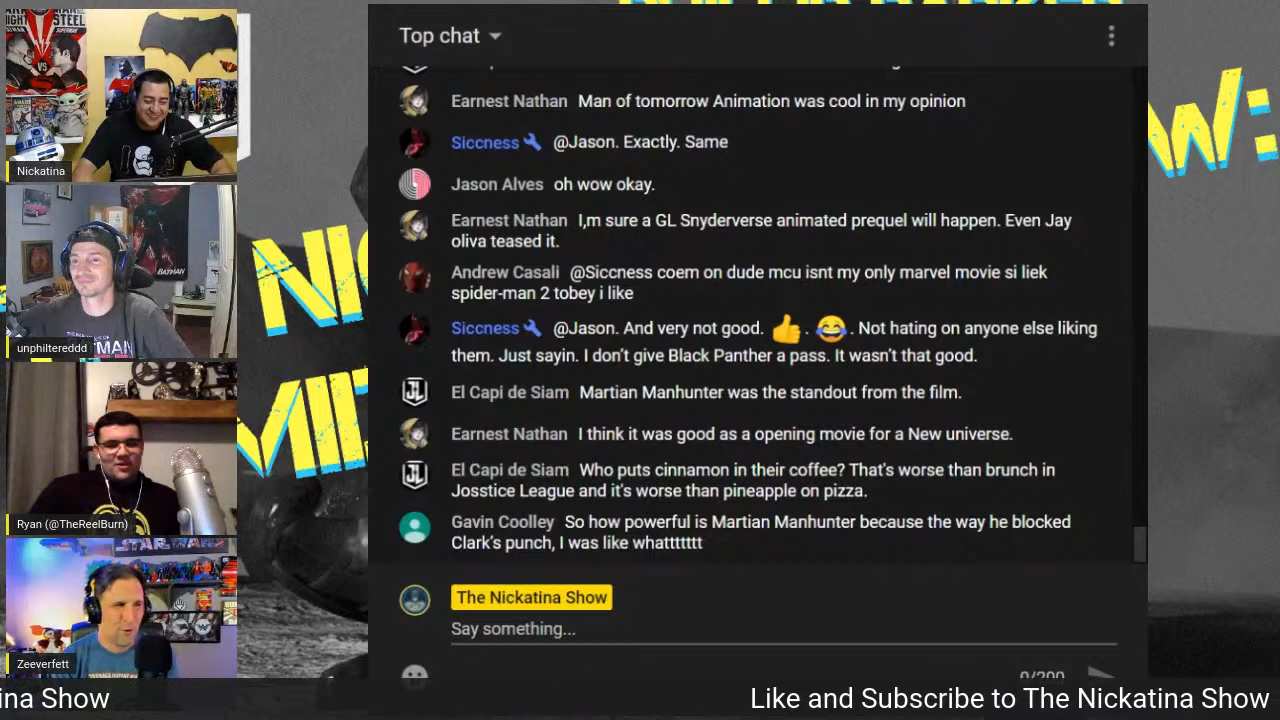 Top chat
Earnest Nathan Man of tomorrow Animation was cool in my opinion
Siccness @Jason. Exactly. Same
Jason Alves oh wow okay.
Earnest Nathan I,m sure a GL Snyderverse animated prequel will happen. Even Jay
oliva teased it.
Andrew Casali @Siccness coem on dude mcu isnt my only marvel movie si liek
spider-man 2 tobey i like
Siccness @Jason. And very not good. 👍. 😂. Not hating on anyone else liking
them. Just sayin. I don't give Black Panther a pass. It wasn't that good.
El Capi de Siam Martian Manhunter was the standout from the film.
Earnest Nathan I think it was good as a opening movie for a New universe.
El Capi de Siam Who puts cinnamon in their coffee? That's worse than brunch in
Josstice League and it's worse than pineapple on pizza.
Gavin Coolley So how powerful is Martian Manhunter because the way he blocked
Clark's punch, I was like whattttttt
The Nickatina Show
Say something...
0/200
Nickatina
BATMAN
unphiltereddd
Ryan (@TheReelBurn)
STAR WAR
Zeeverfett
W:
NI
MI
STEEL
VS
ina Show
Like and Subscribe to The Nickatina Show